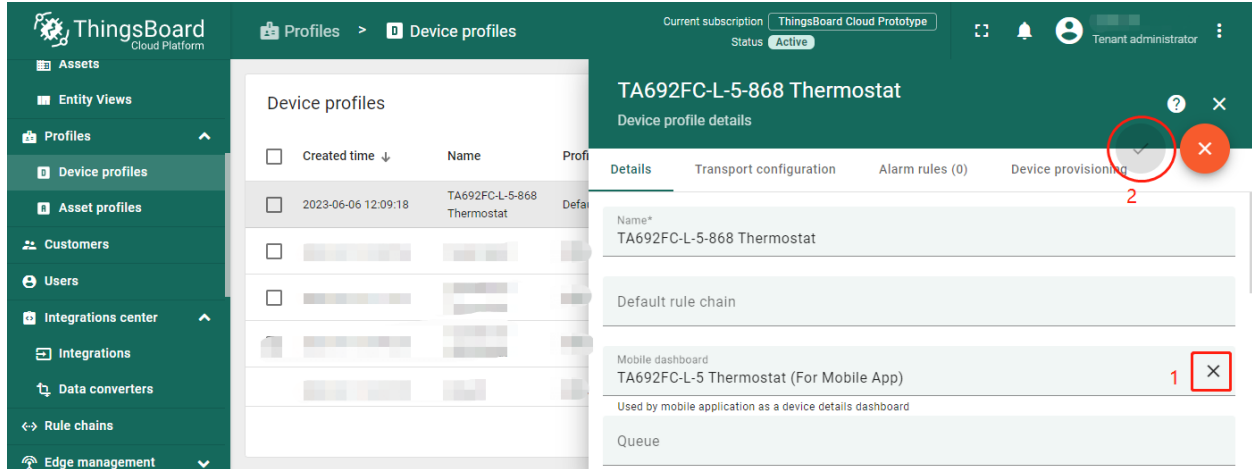 ThingsBoard
Cloud Platform
Profiles > Device profiles
Current subscription ThingsBoard Cloud Prototype
Status Active
Tenant administrator
Assets
Entity Views
Profiles
Device profiles
Asset profiles
Customers
Users
Integrations center
Integrations
Data converters
Rule chains
Edge management
Device profiles
Created time ↓ Name Profi
2023-06-06 12:09:18 TA692FC-L-5-868 Defau
Thermostat
TA692FC-L-5-868 Thermostat
Device profile details
Details Transport configuration Alarm rules (0) Device provisioning
2
Name*
TA692FC-L-5-868 Thermostat
Default rule chain
Mobile dashboard
TA692FC-L-5 Thermostat (For Mobile App) 1
Used by mobile application as a device details dashboard
Queue